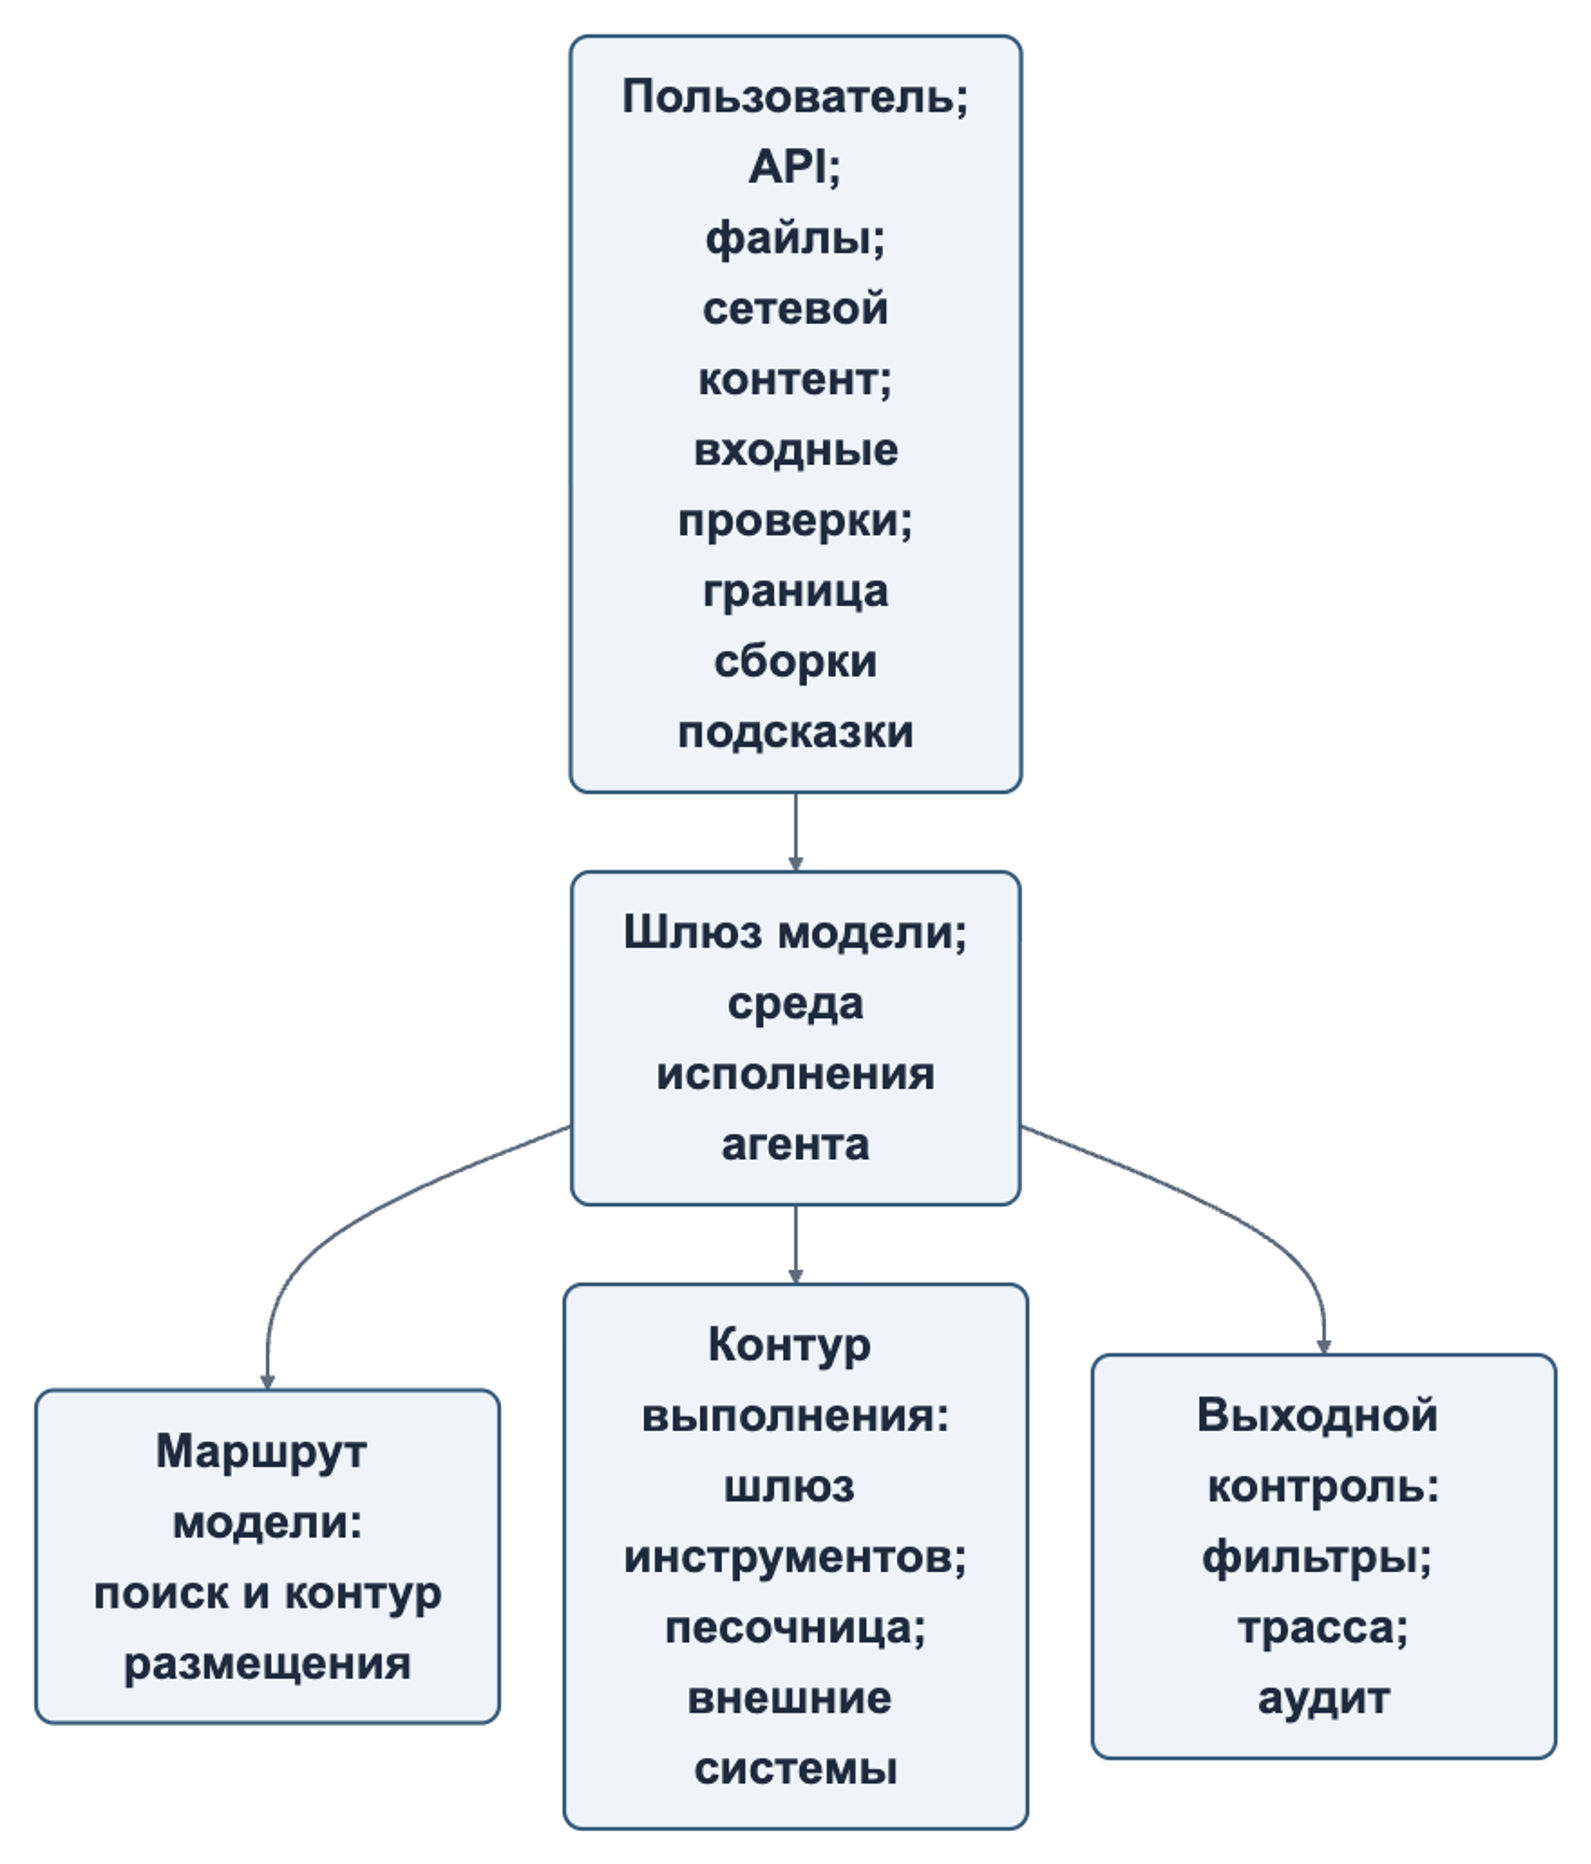 Пользователь;
API;
файлы;
сетевой
контент;
входные
проверки;
граница
сборки
подсказки
Шлюз модели;
среда
исполнения
агента
Маршрут
модели:
поиск и контур
размещения
Контур
выполнения:
шлюз
инструментов;
песочница;
внешние
системы
Выходной
контроль:
фильтры;
трасса;
аудит